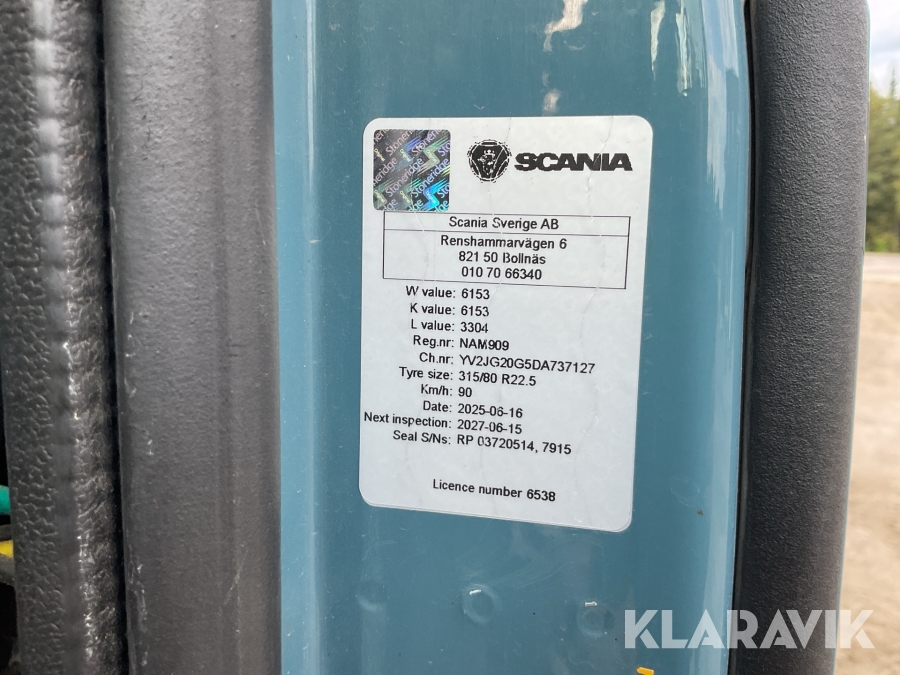 Stoneridge
SCANIA
Scania Sverige AB
Renshammarvägen 6
821 50 Bollnäs
010 70 66340
W value: 6153
K value: 6153
L value: 3304
Reg.nr: NAM909
Ch.nr: YV2JG20G5DA737127
Tyre size: 315/80 R22.5
Km/h: 90
Date: 2025-06-16
Next inspection: 2027-06-15
Seal S/Ns: RP 03720514, 7915
Licence number 6538
KLARAVIK